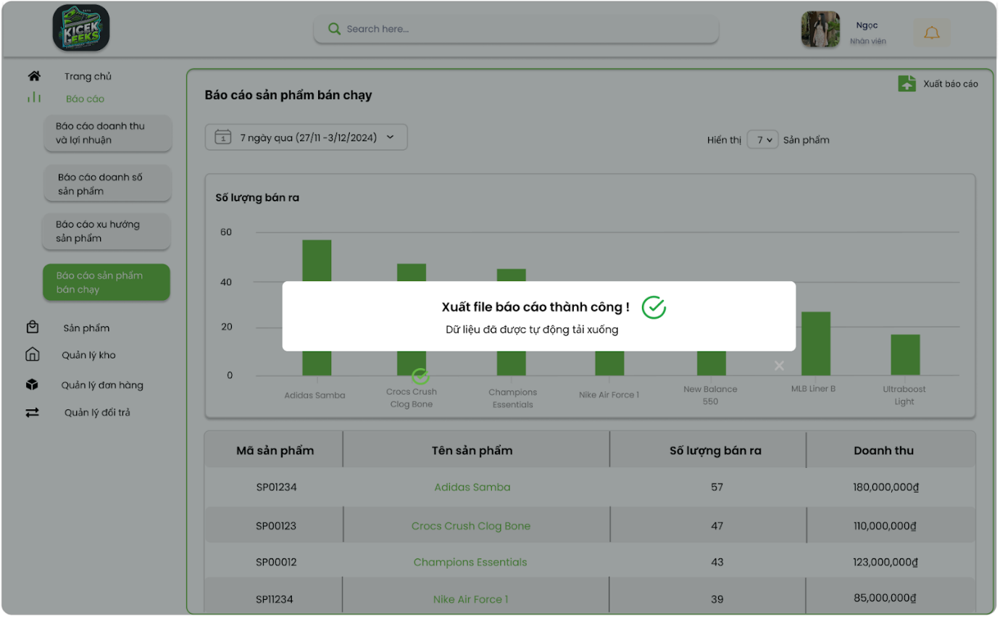 KICEK
GEEKS
Search here...
Ngọc
Nhân viên
Trang chủ
Báo cáo
Báo cáo doanh thu
và lợi nhuận
Báo cáo doanh số
sản phẩm
Báo cáo xu hướng
sản phẩm
Báo cáo sản phẩm
bán chạy
Sản phẩm
Quản lý kho
Quản lý đơn hàng
Quản lý đổi trả
Xuất báo cáo
Báo cáo sản phẩm bán chạy
1 7 ngày qua (27/11 -3/12/2024)
Hiển thị 7 Sản phẩm
Số lượng bán ra
60
40
20
0
Xuất file báo cáo thành công !
Dữ liệu đã được tự động tải xuống
Adidas Samba
Crocs Crush
Clog Bone
Champions
Essentials
Nike Air Force 1
New Balance
550
MLB Liner B
Ultraboost
Light
Mã sản phẩm Tên sản phẩm Số lượng bán ra Doanh thu
SP01234 Adidas Samba 57 180,000,000₫
SP00123 Crocs Crush Clog Bone 47 110,000,000₫
SP00012 Champions Essentials 43 123,000,000₫
SP11234 Nike Air Force 1 39 85,000,000₫